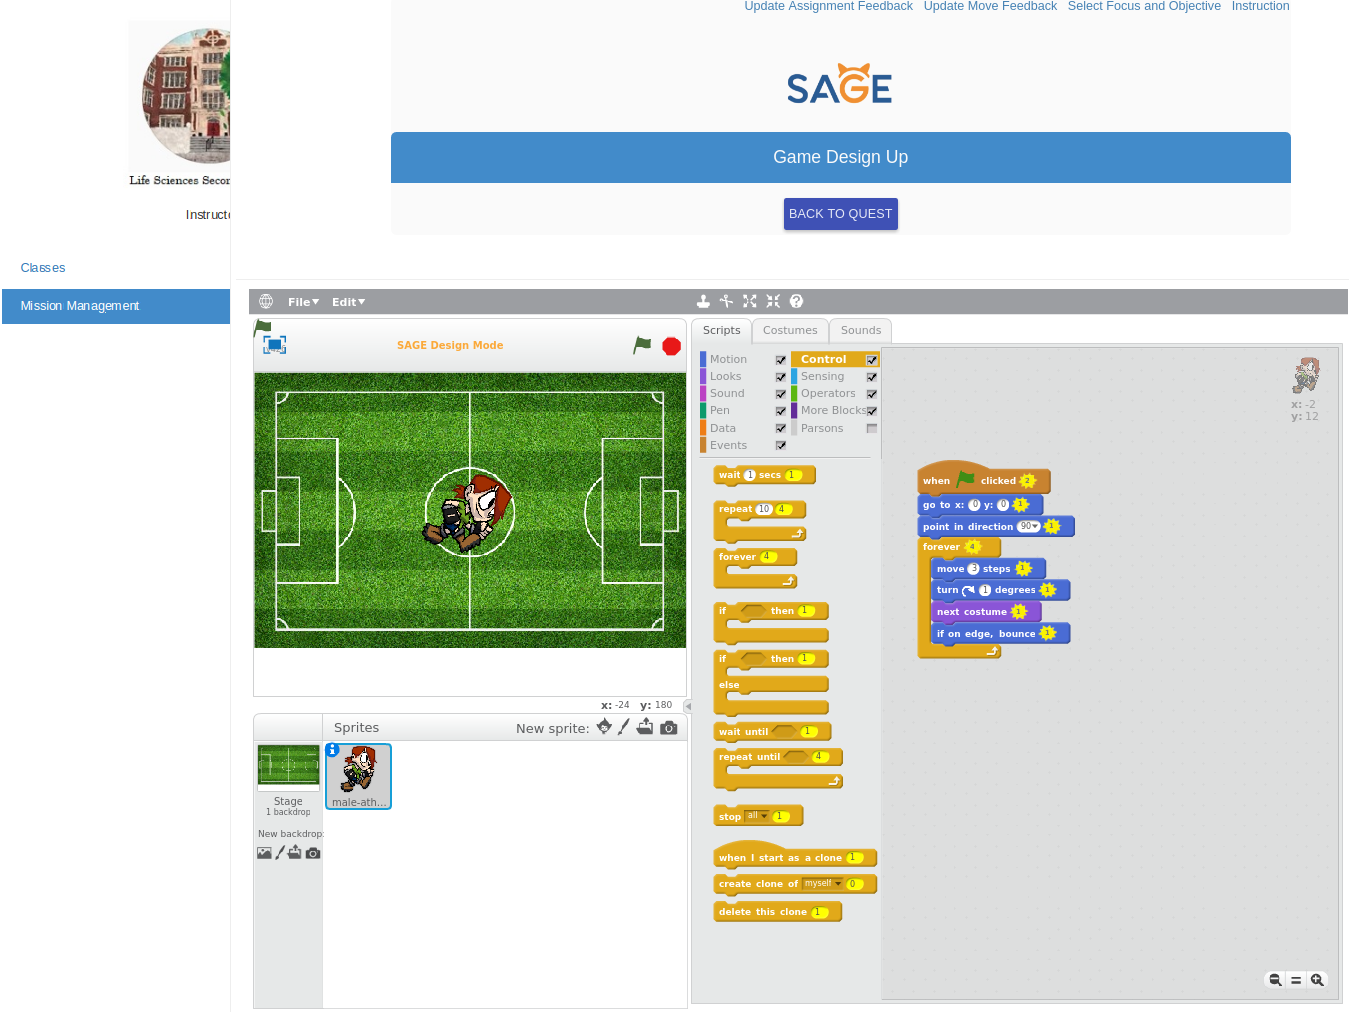 Update Assignment Feedback Update Move Feedback Select Focus and Objective Instruction
SAGE
Game Design Up
BACK TO QUEST
Life Sciences Secon
Instructo
Classes
Mission Management
File Edit
SAGE Design Mode
x: -24 y: 180
Sprites New sprite:
Stage
1 backdrop
New backdrop:
male-ath...
Scripts Costumes Sounds
Motion Control
Looks Sensing
Sound Operators
Pen More Blocks
Data Parsons
Events
wait 1 secs 1
repeat 10 4
forever 4
if then 1
if then 1
else
wait until 1
repeat until 4
stop all 1
when I start as a clone 1
create clone of myself 0
delete this clone 1
x: -2
y: 12
when clicked 2
go to x: 0 y: 0 1
point in direction 90 1
forever 4
move 3 steps 1
turn 1 degrees 1
next costume 1
if on edge, bounce 1